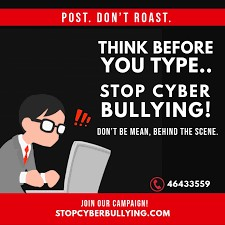 POST. DON'T ROAST.
THINK BEFORE
YOU TYPE..
STOP CYBER
BULLYING!
DON'T BE MEAN, BEHIND THE SCENE.
46433559
JOIN OUR CAMPAIGN!
STOPCYBERBULLYING.COM